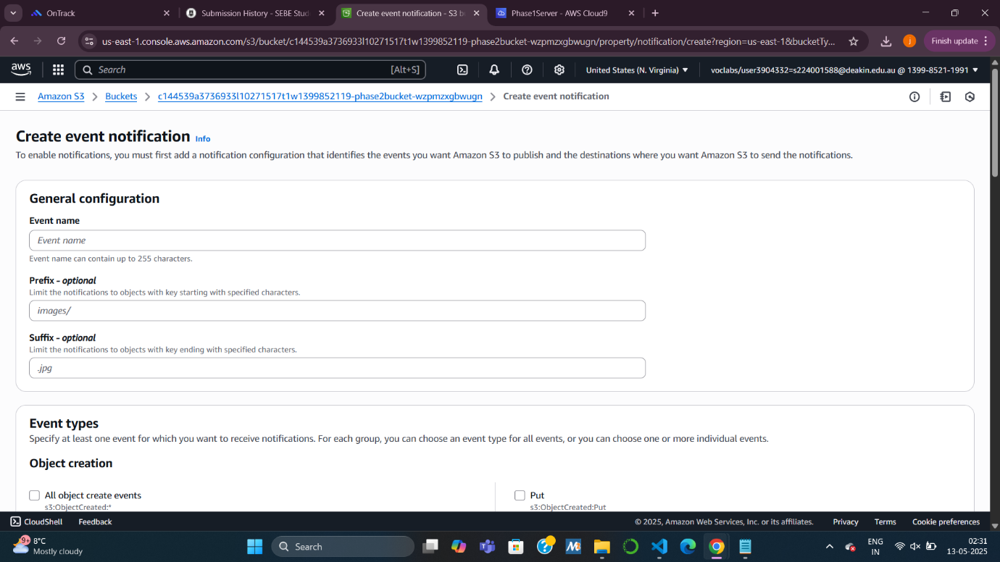 OnTrack
Submission History - SEBE Stud
Create event notification - S3 b
Phase1Server - AWS Cloud9
us-east-1.console.aws.amazon.com/s3/bucket/c144539a3736933l10271517t1w1399852119-phase2bucket-wzpmzxgbwugn/property/notification/create?region=us-east-1&bucketTy...
j
Finish update
aws
Search
[Alt+S]
United States (N. Virginia)
voclabs/user3904332=s224001588@deakin.edu.au @ 1399-8521-1991
Amazon S3 > Buckets > c144539a3736933l10271517t1w1399852119-phase2bucket-wzpmzxgbwugn > Create event notification
Create event notification Info
To enable notifications, you must first add a notification configuration that identifies the events you want Amazon S3 to publish and the destinations where you want Amazon S3 to send the notifications.
General configuration
Event name
Event name
Event name can contain up to 255 characters.
Prefix - optional
Limit the notifications to objects with key starting with specified characters.
images/
Suffix - optional
Limit the notifications to objects with key ending with specified characters.
.jpg
Event types
Specify at least one event for which you want to receive notifications. For each group, you can choose an event type for all events, or you can choose one or more individual events.
Object creation
All object create events
s3:ObjectCreated:*
Put
s3:ObjectCreated:Put
CloudShell
Feedback
© 2025, Amazon Web Services, Inc. or its affiliates.
Privacy
Terms
Cookie preferences
9+
8°C
Mostly cloudy
Search
ENG
IN
02:31
13-05-2025